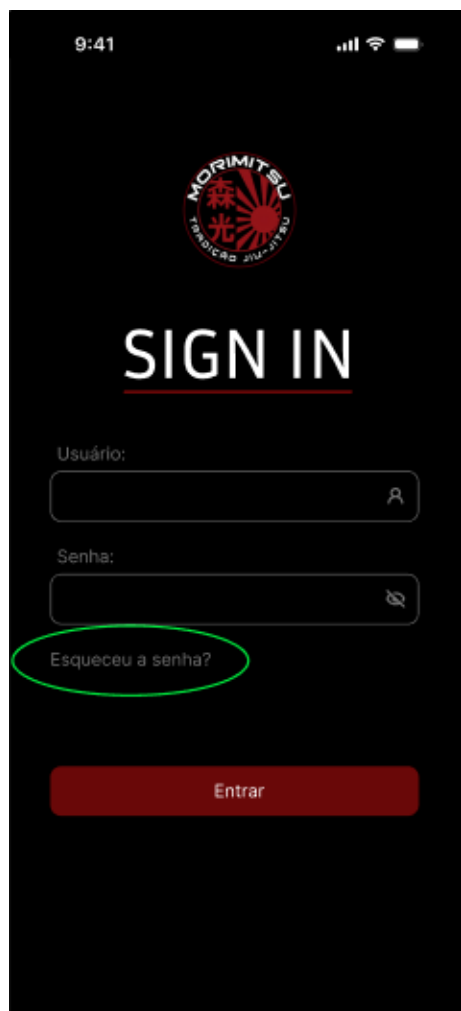 9:41
MORIMITSU
森
光
TRADIÇÃO JIU-JITSU
SIGN IN
Usuário:
Senha:
Esqueceu a senha?
Entrar